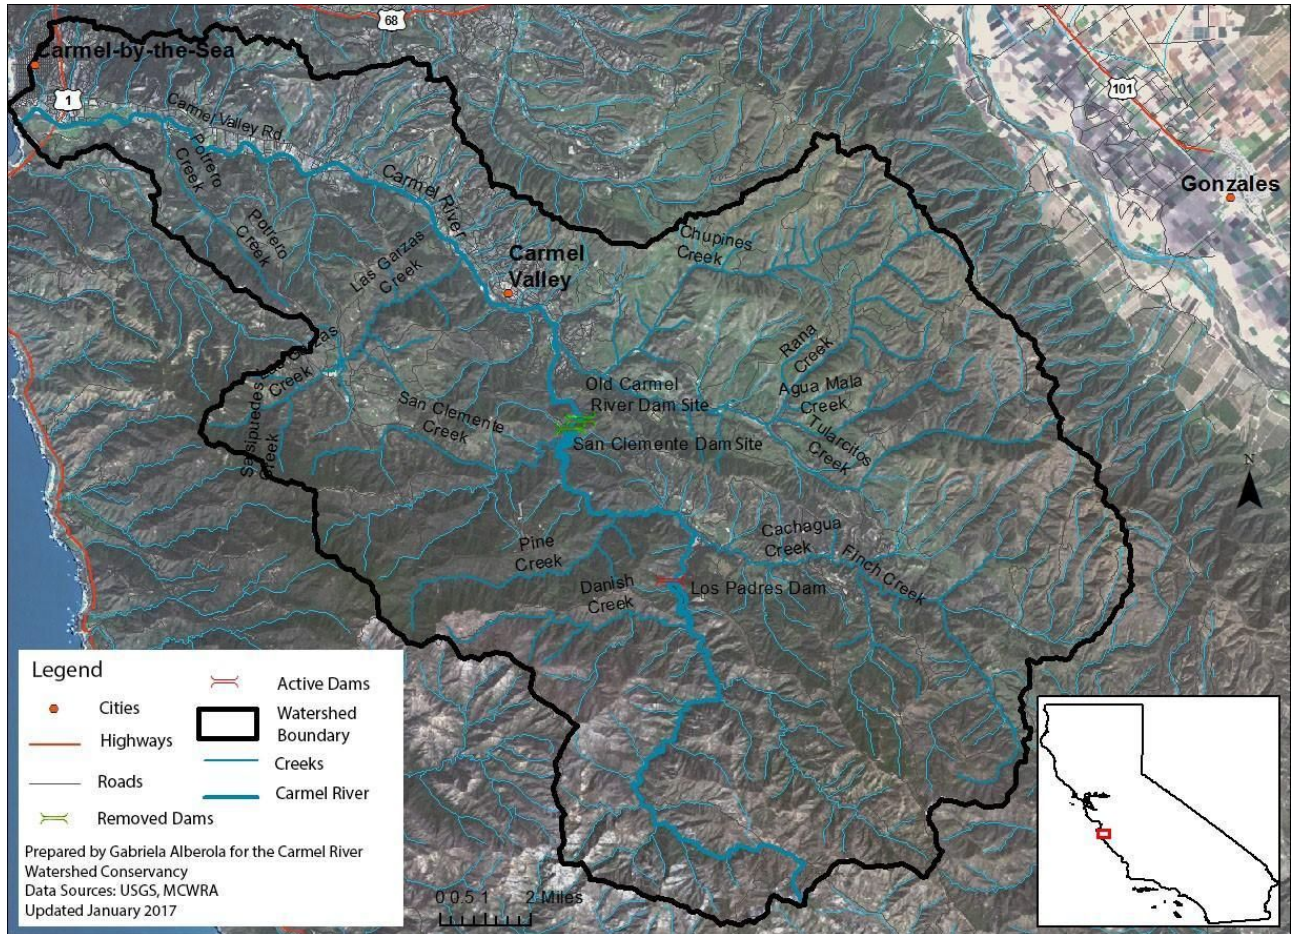 68
Carmel-by-the-Sea
1
Carmel Valley Rd
101
Potrero
Creek
Gonzales
Carmel River
Potrero
Creek
Chupines
Creek
Las Garzas
Creek
Carmel
Valley
Rana
Creek
Las Garzas
Creek
Old Carmel
River Dam Site
Agua Mala
Creek
San Clemente
Creek
Salsipuedes
Creek
San Clemente Dam Site
Tularcitos
Creek
N
Cachagua
Creek
Pine
Creek
Finch Creek
Danish
Creek
Los Padres Dam
Legend
Cities
Highways
Roads
Removed Dams
Active Dams
Watershed
Boundary
Creeks
Carmel River
Prepared by Gabriela Alberola for the Carmel River
Watershed Conservancy
Data Sources: USGS, MCWRA
Updated January 2017
0 0.5 1 2 Miles